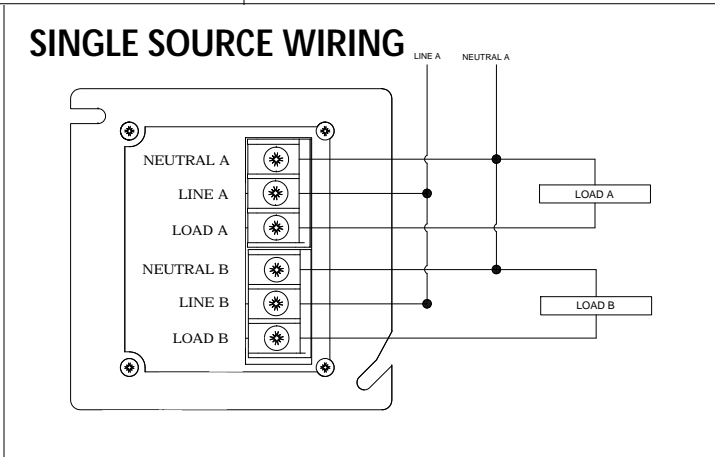 SINGLE SOURCE WIRING
LINE A
NEUTRAL A
NEUTRAL A
LINE A
LOAD A
LOAD A
NEUTRAL B
LINE B
LOAD B
LOAD B